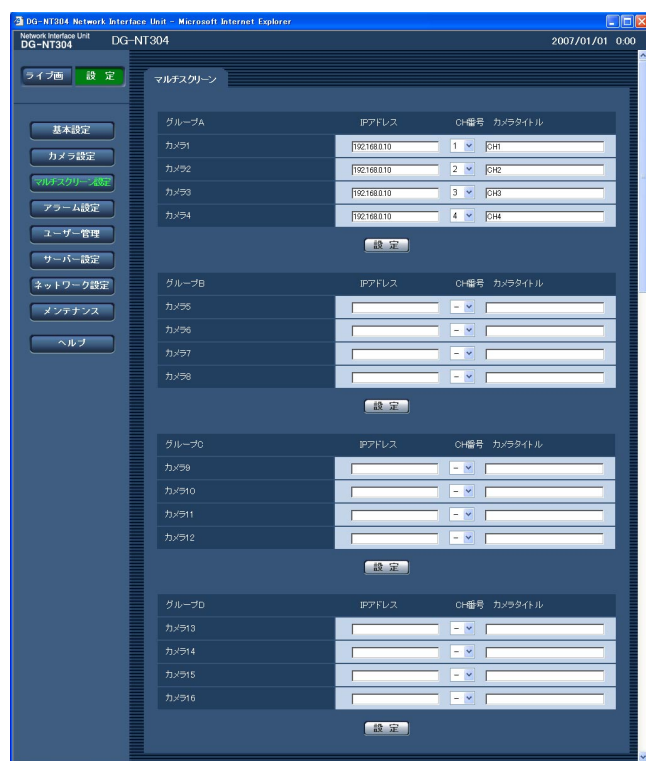 DG-NT304 Network Interface Unit - Microsoft Internet Explorer
Network Interface Unit
DG-NT304 DG-NT304 2007/01/01 0:00
ライブ画 設 定
マルチスクリーン
基本設定
カメラ設定
マルチスクリーン設定
アラーム設定
ユーザー管理
サーバー設定
ネットワーク設定
メンテナンス
ヘルプ
グループA IPアドレス CH番号 カメラタイトル
カメラ1 192.168.0.10 1 CH1
カメラ2 192.168.0.10 2 CH2
カメラ3 192.168.0.10 3 CH3
カメラ4 192.168.0.10 4 CH4
設 定
グループB IPアドレス CH番号 カメラタイトル
カメラ5 -
カメラ6 -
カメラ7 -
カメラ8 -
設 定
グループC IPアドレス CH番号 カメラタイトル
カメラ9 -
カメラ10 -
カメラ11 -
カメラ12 -
設 定
グループD IPアドレス CH番号 カメラタイトル
カメラ13 -
カメラ14 -
カメラ15 -
カメラ16 -
設 定